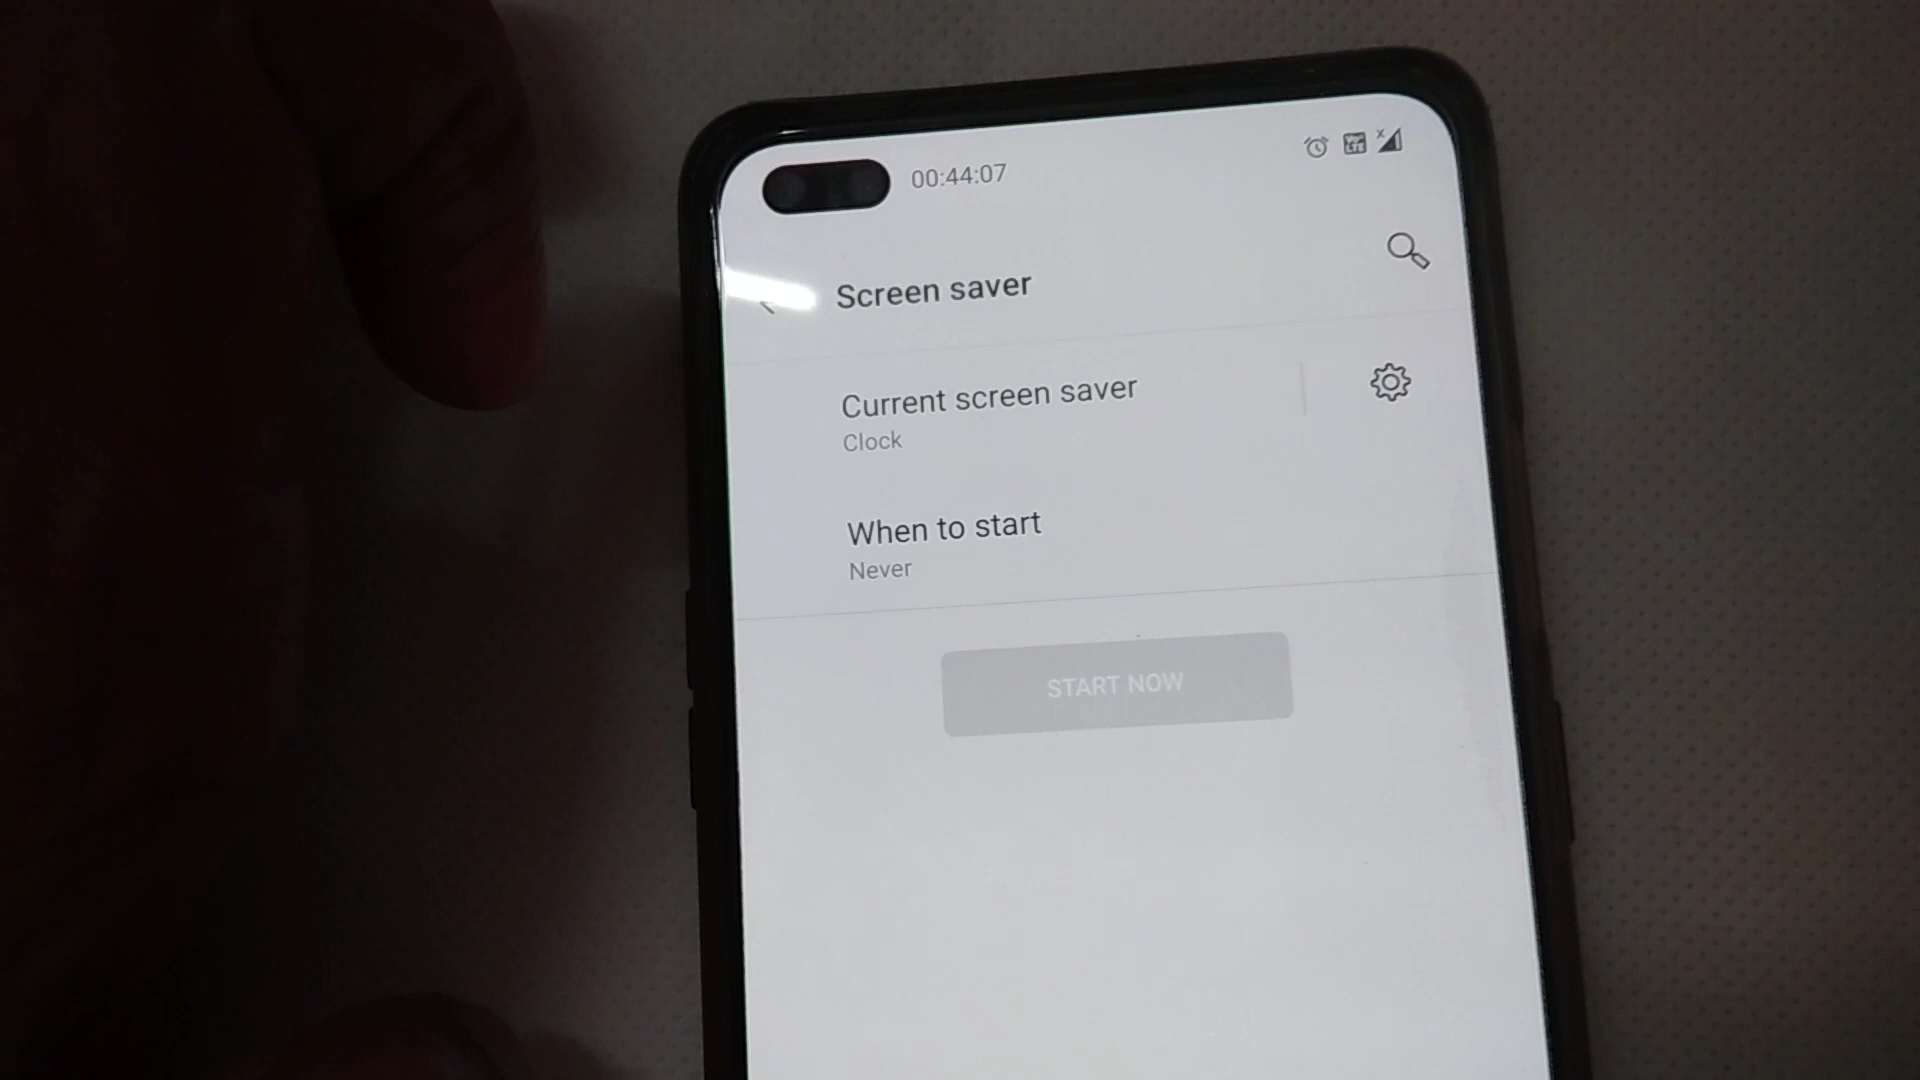 00:44:07
Screen saver
Current screen saver
Clock
When to start
Never
START NOW